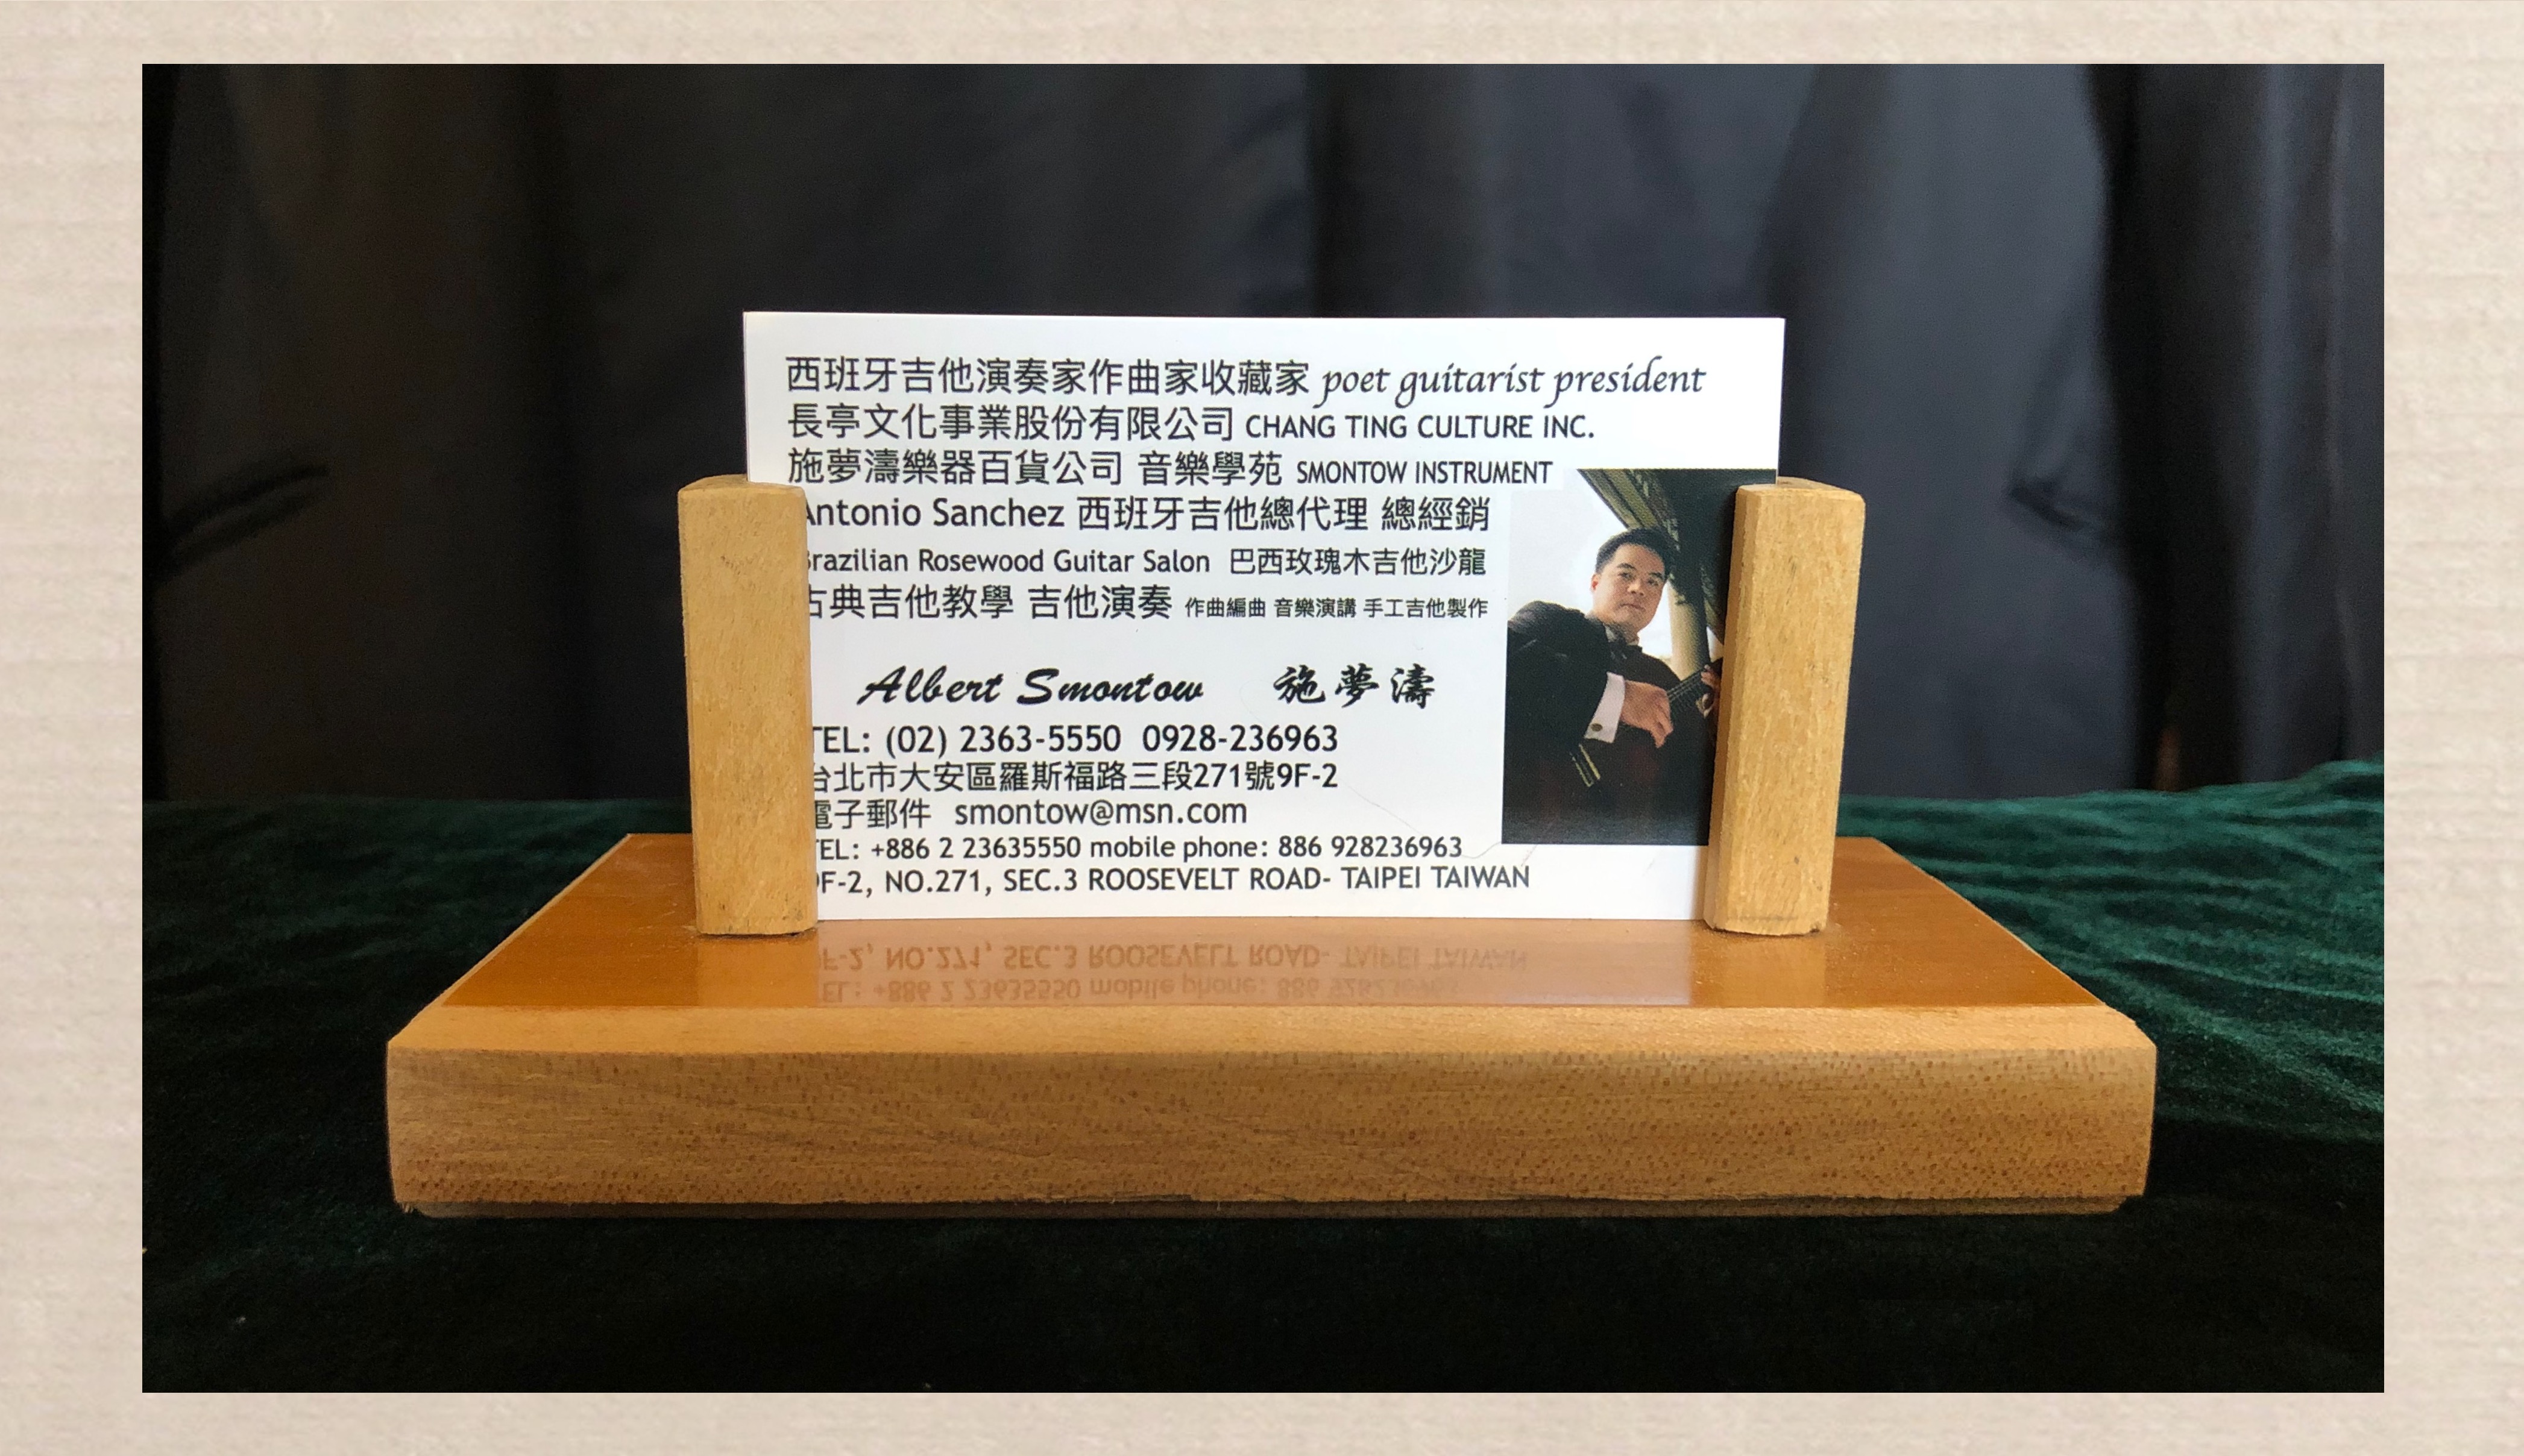 西班牙吉他演奏家作曲家收藏家 poet guitarist president
長亭文化事業股份有限公司 CHANG TING CULTURE INC.
施夢濤樂器百貨公司 音樂學苑 SMONTOW INSTRUMENT
Antonio Sanchez 西班牙吉他總代理 總經銷
Brazilian Rosewood Guitar Salon 巴西玫瑰木吉他沙龍
古典吉他教學 吉他演奏 作曲編曲 音樂演講 手工吉他製作
Albert Smontow 施夢濤
TEL: (02) 2363-5550 0928-236963
台北市大安區羅斯福路三段271號9F-2
電子郵件 smontow@msn.com
TEL: +886 2 23635550 mobile phone: 886 928236963
9F-2, NO.271, SEC.3 ROOSEVELT ROAD- TAIPEI TAIWAN